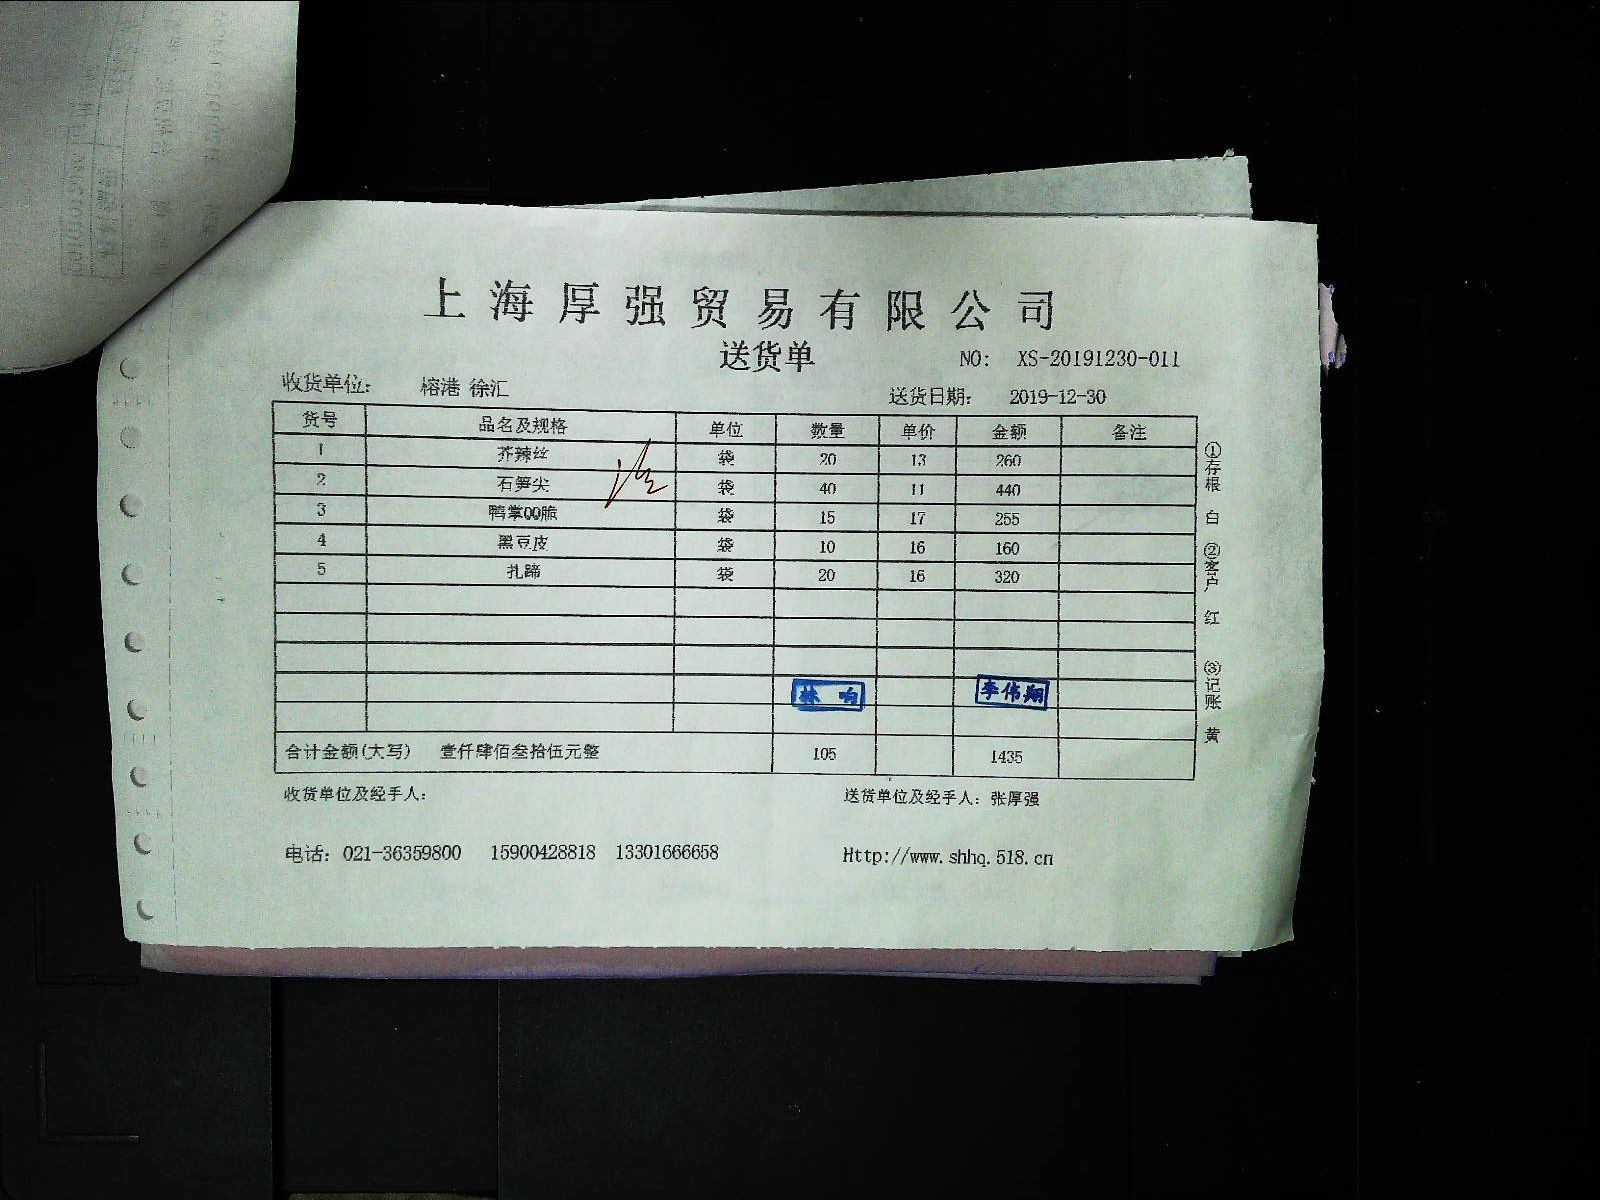 上海厚强贸易有限公司
送货单 NO: XS-20191230-011
收货单位: 榕港 徐汇 送货日期: 2019-12-30
货号 品名及规格 单位 数量 单价 金额 备注
1 芥辣丝 袋 20 13 260
2 石笋尖 袋 40 11 440
3 鸭掌QQ脆 袋 15 17 255
4 黑豆皮 袋 10 16 160
5 扎蹄 袋 20 16 320
林响 李伟翔
合计金额(大写) 壹仟肆佰叁拾伍元整 105 1435
①存根 白 ②客户 红 ③记账 黄
收货单位及经手人: 送货单位及经手人: 张厚强
电话: 021-36359800 15900428818 13301666658 Http://www.shhq.518.cn